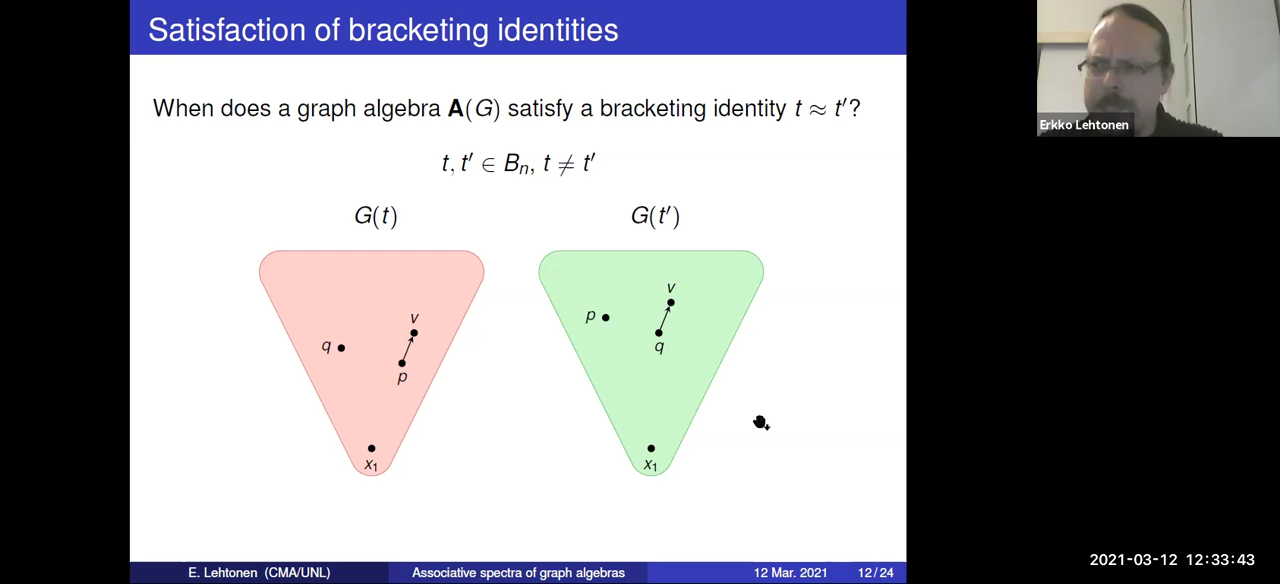 Satisfaction of bracketing identities
When does a graph algebra A(G) satisfy a bracketing identity t ≈ t′?
t, t′ ∈ Bₙ, t ≠ t′
G(t) G(t′)
v v
q p p q
x₁ x₁
E. Lehtonen (CMA/UNL) Associative spectra of graph algebras 12 Mar. 2021 12/24
Erkko Lehtonen
2021-03-12 12:33:43